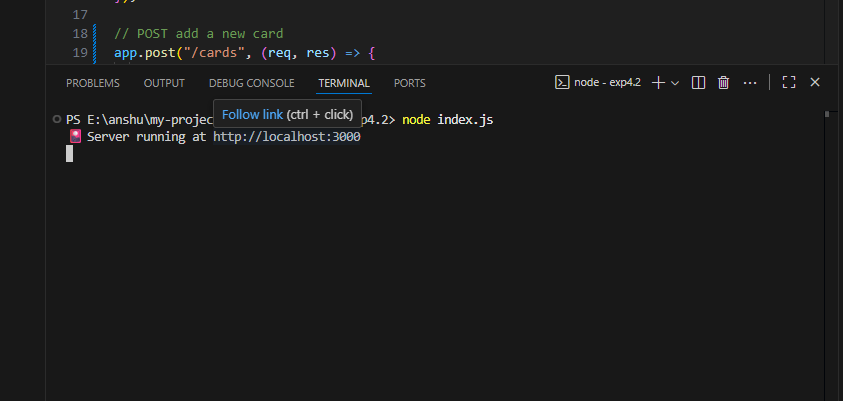 17
18 // POST add a new card
19 app.post("/cards", (req, res) => {
PROBLEMS OUTPUT DEBUG CONSOLE TERMINAL PORTS node - exp4.2
Follow link (ctrl + click)
PS E:\anshu\my-projec p4.2> node index.js
🎴 Server running at http://localhost:3000